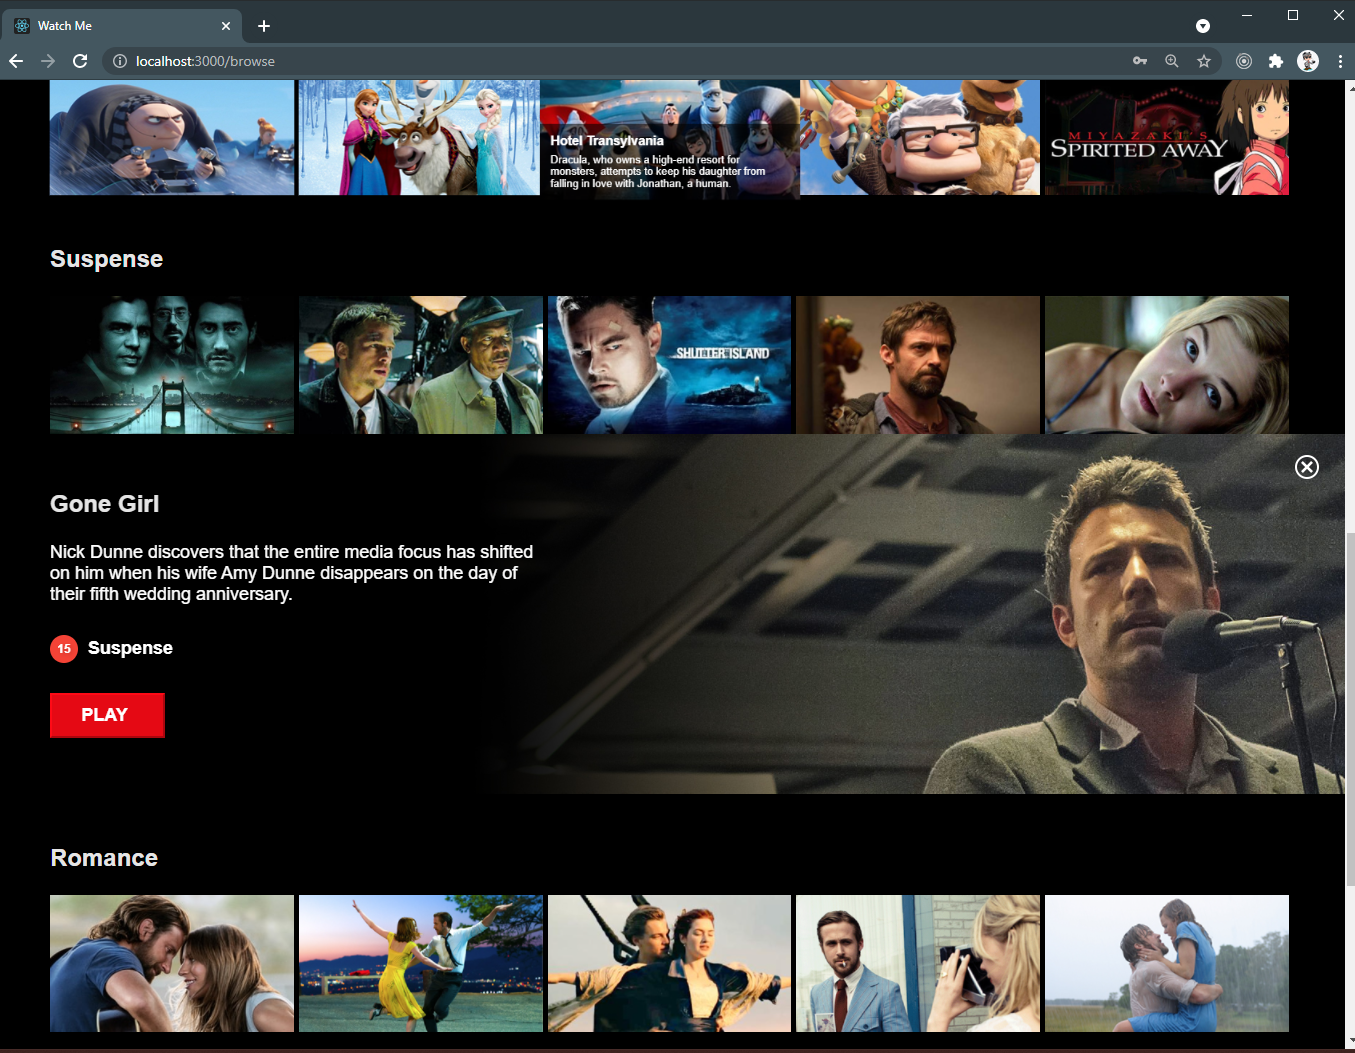 Watch Me
localhost:3000/browse
Hotel Transylvania
Dracula, who owns a high-end resort for
monsters, attempts to keep his daughter from
falling in love with Jonathan, a human.
MIYAZAKI'S
SPIRITED AWAY
Suspense
SHUTTER ISLAND
Gone Girl
Nick Dunne discovers that the entire media focus has shifted
on him when his wife Amy Dunne disappears on the day of
their fifth wedding anniversary.
15 Suspense
PLAY
Romance